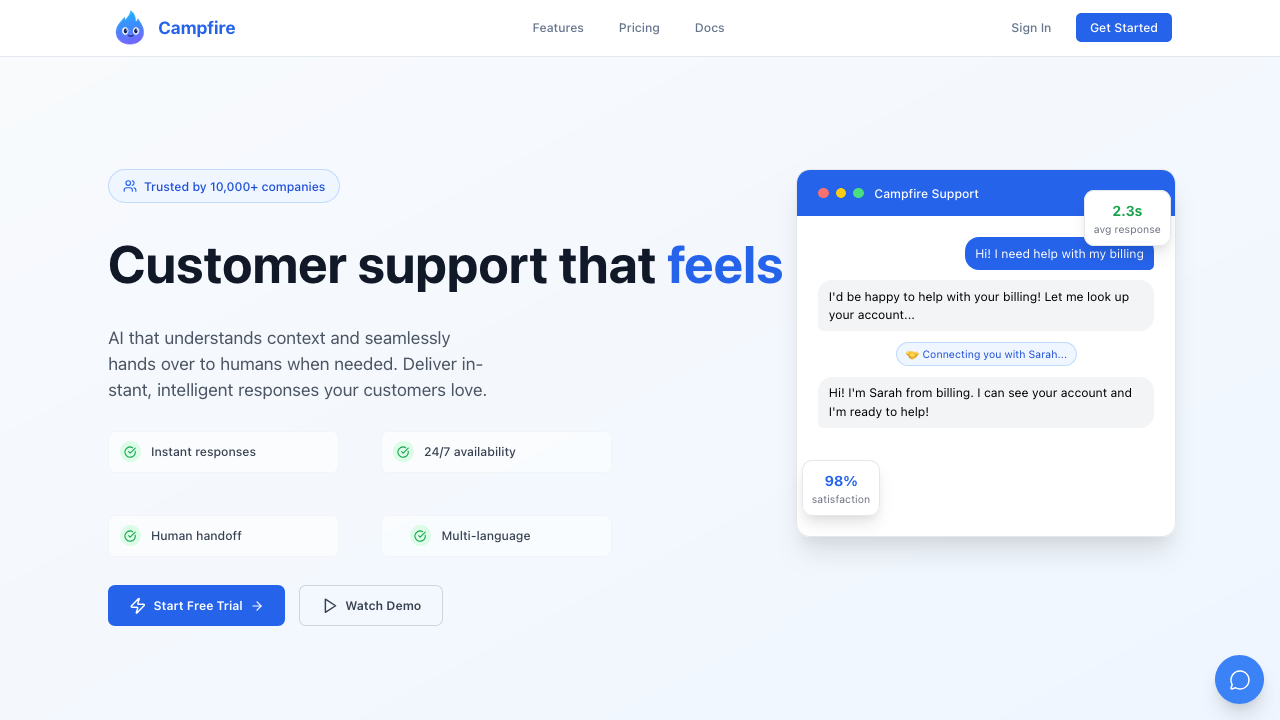 Campfire
Features
Pricing
Docs
Sign In
Get Started
Trusted by 10,000+ companies
Customer support that feels
AI that understands context and seamlessly
hands over to humans when needed. Deliver in-
stant, intelligent responses your customers love.
Instant responses
24/7 availability
Human handoff
Multi-language
Start Free Trial
Watch Demo
Campfire Support
2.3s
avg response
Hi! I need help with my billing
I'd be happy to help with your billing! Let me look up
your account...
🤝 Connecting you with Sarah...
Hi! I'm Sarah from billing. I can see your account and
I'm ready to help!
98%
satisfaction